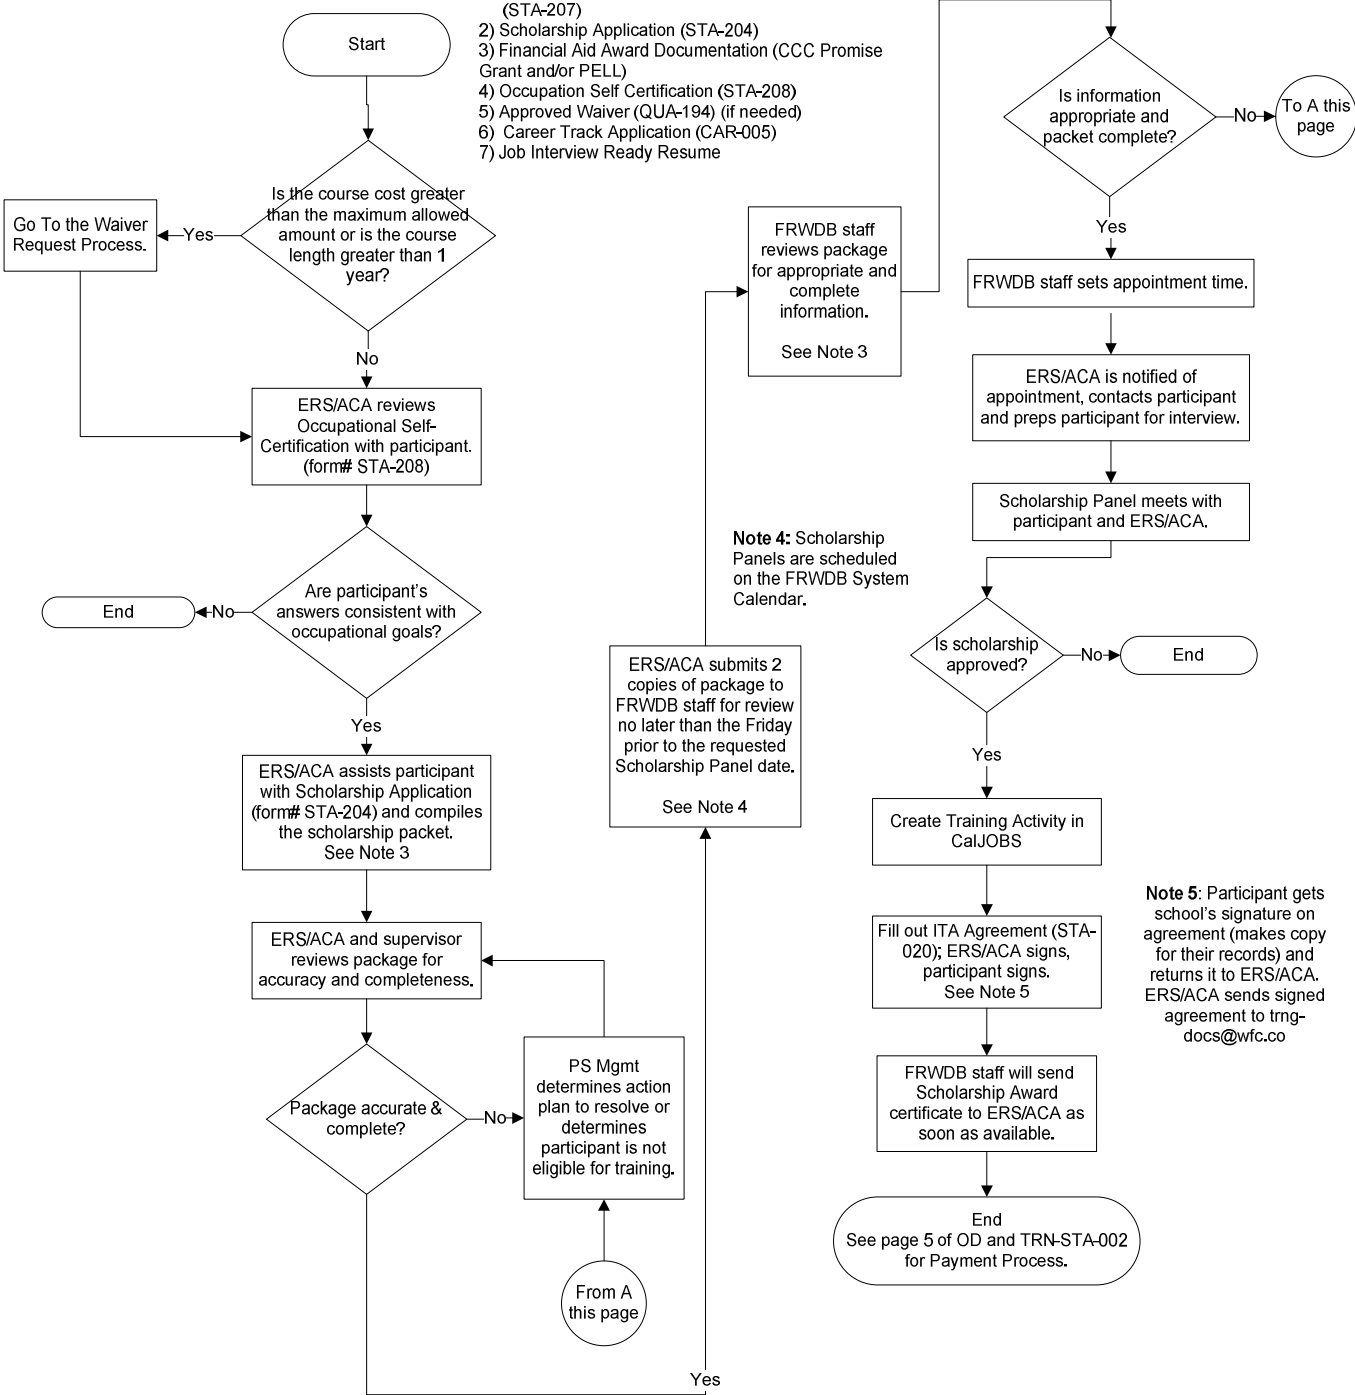 Start
(STA-207)
2) Scholarship Application (STA-204)
3) Financial Aid Award Documentation (CCC Promise
Grant and/or PELL)
4) Occupation Self Certification (STA-208)
5) Approved Waiver (QUA-194) (if needed)
6)  Career Track Application (CAR-005)
7) Job Interview Ready Resume
Is the course cost greater
than the maximum allowed
amount or is the course
length greater than 1
year?
Yes
Go To the Waiver
Request Process.
No
ERS/ACA reviews
Occupational Self-
Certification with participant.
(form# STA-208)
Are participant's
answers consistent with
occupational goals?
No
End
Yes
ERS/ACA assists participant
with Scholarship Application
(form# STA-204) and compiles
the scholarship packet.
See Note 3
ERS/ACA and supervisor
reviews package for
accuracy and completeness.
Package accurate &
complete?
No
PS Mgmt
determines action
plan to resolve or
determines
participant is not
eligible for training.
From A
this page
Yes
ERS/ACA submits 2
copies of package to
FRWDB staff for review
no later than the Friday
prior to the requested
Scholarship Panel date.
See Note 4
Note 4: Scholarship
Panels are scheduled
on the FRWDB System
Calendar.
FRWDB staff
reviews package
for appropriate and
complete
information.
See Note 3
Is information
appropriate and
packet complete?
No
To A this
page
Yes
FRWDB staff sets appointment time.
ERS/ACA is notified of
appointment, contacts participant
and preps participant for interview.
Scholarship Panel meets with
participant and ERS/ACA.
Is scholarship
approved?
No
End
Yes
Create Training Activity in
CalJOBS
Fill out ITA Agreement (STA-
020); ERS/ACA signs,
participant signs.
See Note 5
Note 5: Participant gets
school's signature on
agreement (makes copy
for their records) and
returns it to ERS/ACA.
ERS/ACA sends signed
agreement to trng-
docs@wfc.co
FRWDB staff will send
Scholarship Award
certificate to ERS/ACA as
soon as available.
End
See page 5 of OD and TRN-STA-002
for Payment Process.